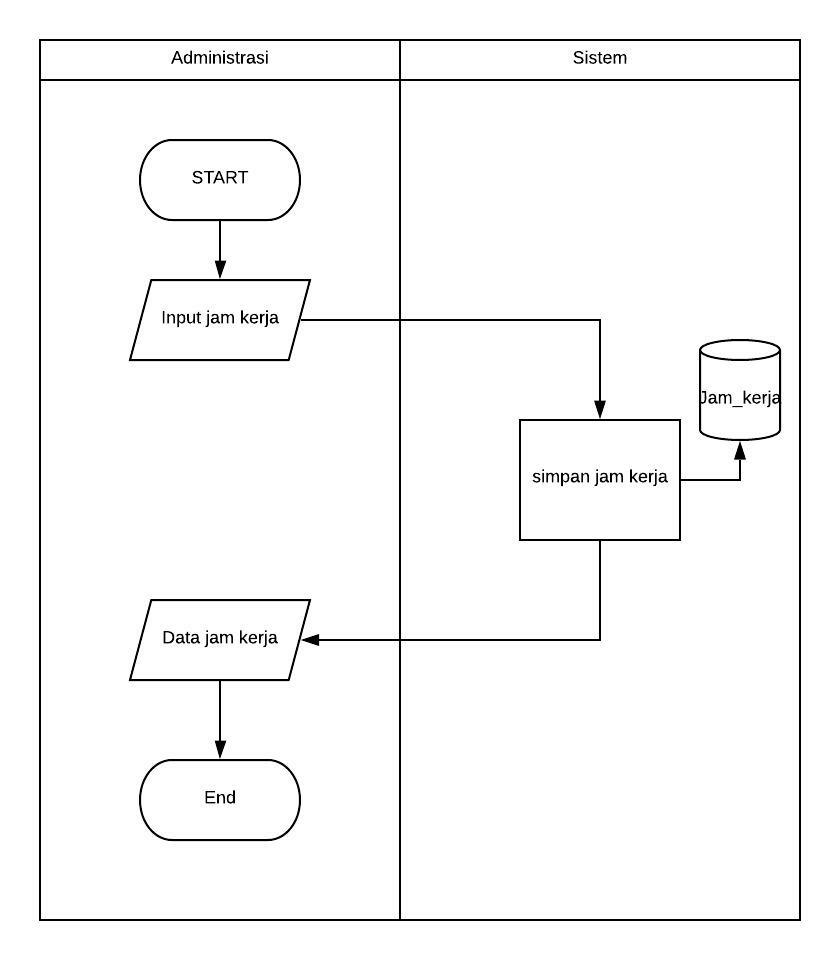 Administrasi
Sistem
START
Input jam kerja
Jam_kerja
simpan jam kerja
Data jam kerja
End